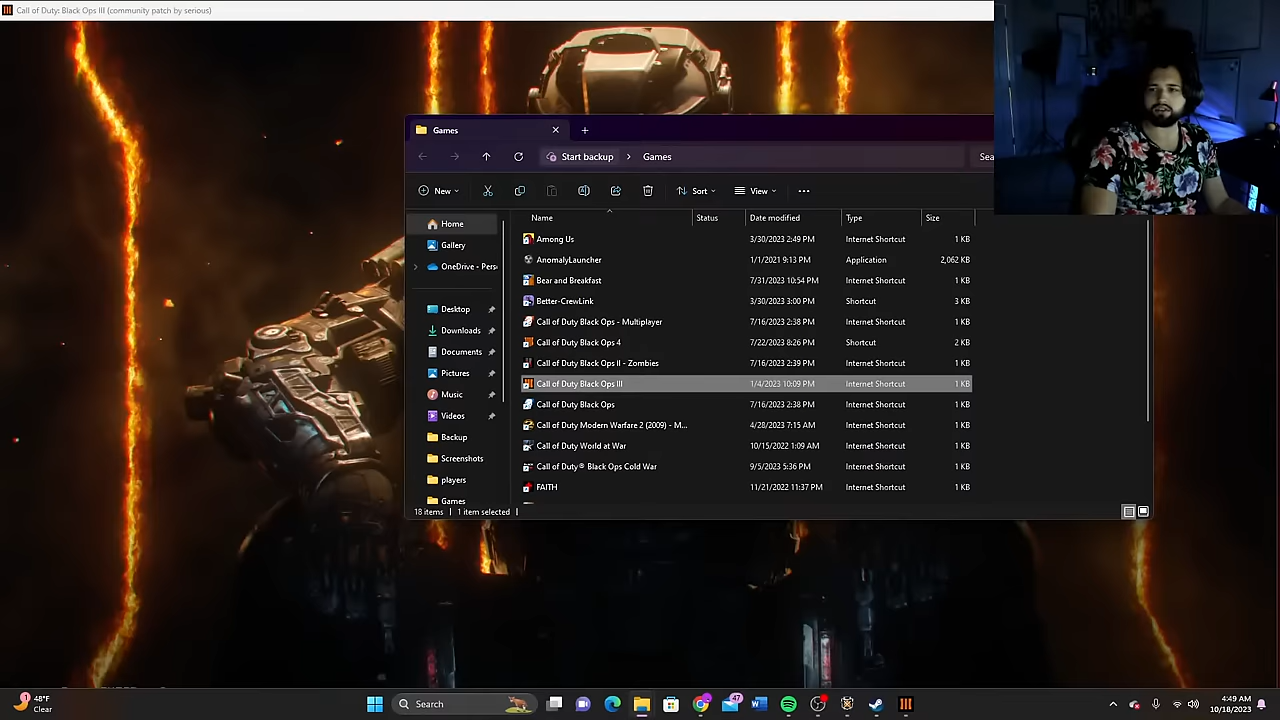 Call of Duty: Black Ops III (community patch by serious)
Games
Start backup > Games
Sea
New
Sort
View
Name Status Date modified Type Size
Home
Gallery
OneDrive - Pers
Desktop
Downloads
Documents
Pictures
Music
Videos
Backup
Screenshots
players
Games
Among Us 3/30/2023 2:49 PM Internet Shortcut 1 KB
AnomalyLauncher 1/1/2021 9:13 PM Application 2,062 KB
Bear and Breakfast 7/31/2023 10:54 PM Internet Shortcut 1 KB
Better-CrewLink 3/30/2023 3:00 PM Shortcut 3 KB
Call of Duty Black Ops - Multiplayer 7/16/2023 2:38 PM Internet Shortcut 1 KB
Call of Duty Black Ops 4 7/22/2023 8:26 PM Shortcut 2 KB
Call of Duty Black Ops II - Zombies 7/16/2023 2:39 PM Internet Shortcut 1 KB
Call of Duty Black Ops III 1/4/2023 10:09 PM Internet Shortcut 1 KB
Call of Duty Black Ops 7/16/2023 2:38 PM Internet Shortcut 1 KB
Call of Duty Modern Warfare 2 (2009) - M... 4/28/2023 7:15 AM Internet Shortcut 1 KB
Call of Duty World at War 10/15/2022 1:09 AM Internet Shortcut 1 KB
Call of Duty® Black Ops Cold War 9/5/2023 5:36 PM Internet Shortcut 1 KB
FAITH 11/21/2022 11:37 PM Internet Shortcut 1 KB
18 items 1 item selected
1
48°F
Clear
Search
47
4:49 AM
10/18/2023